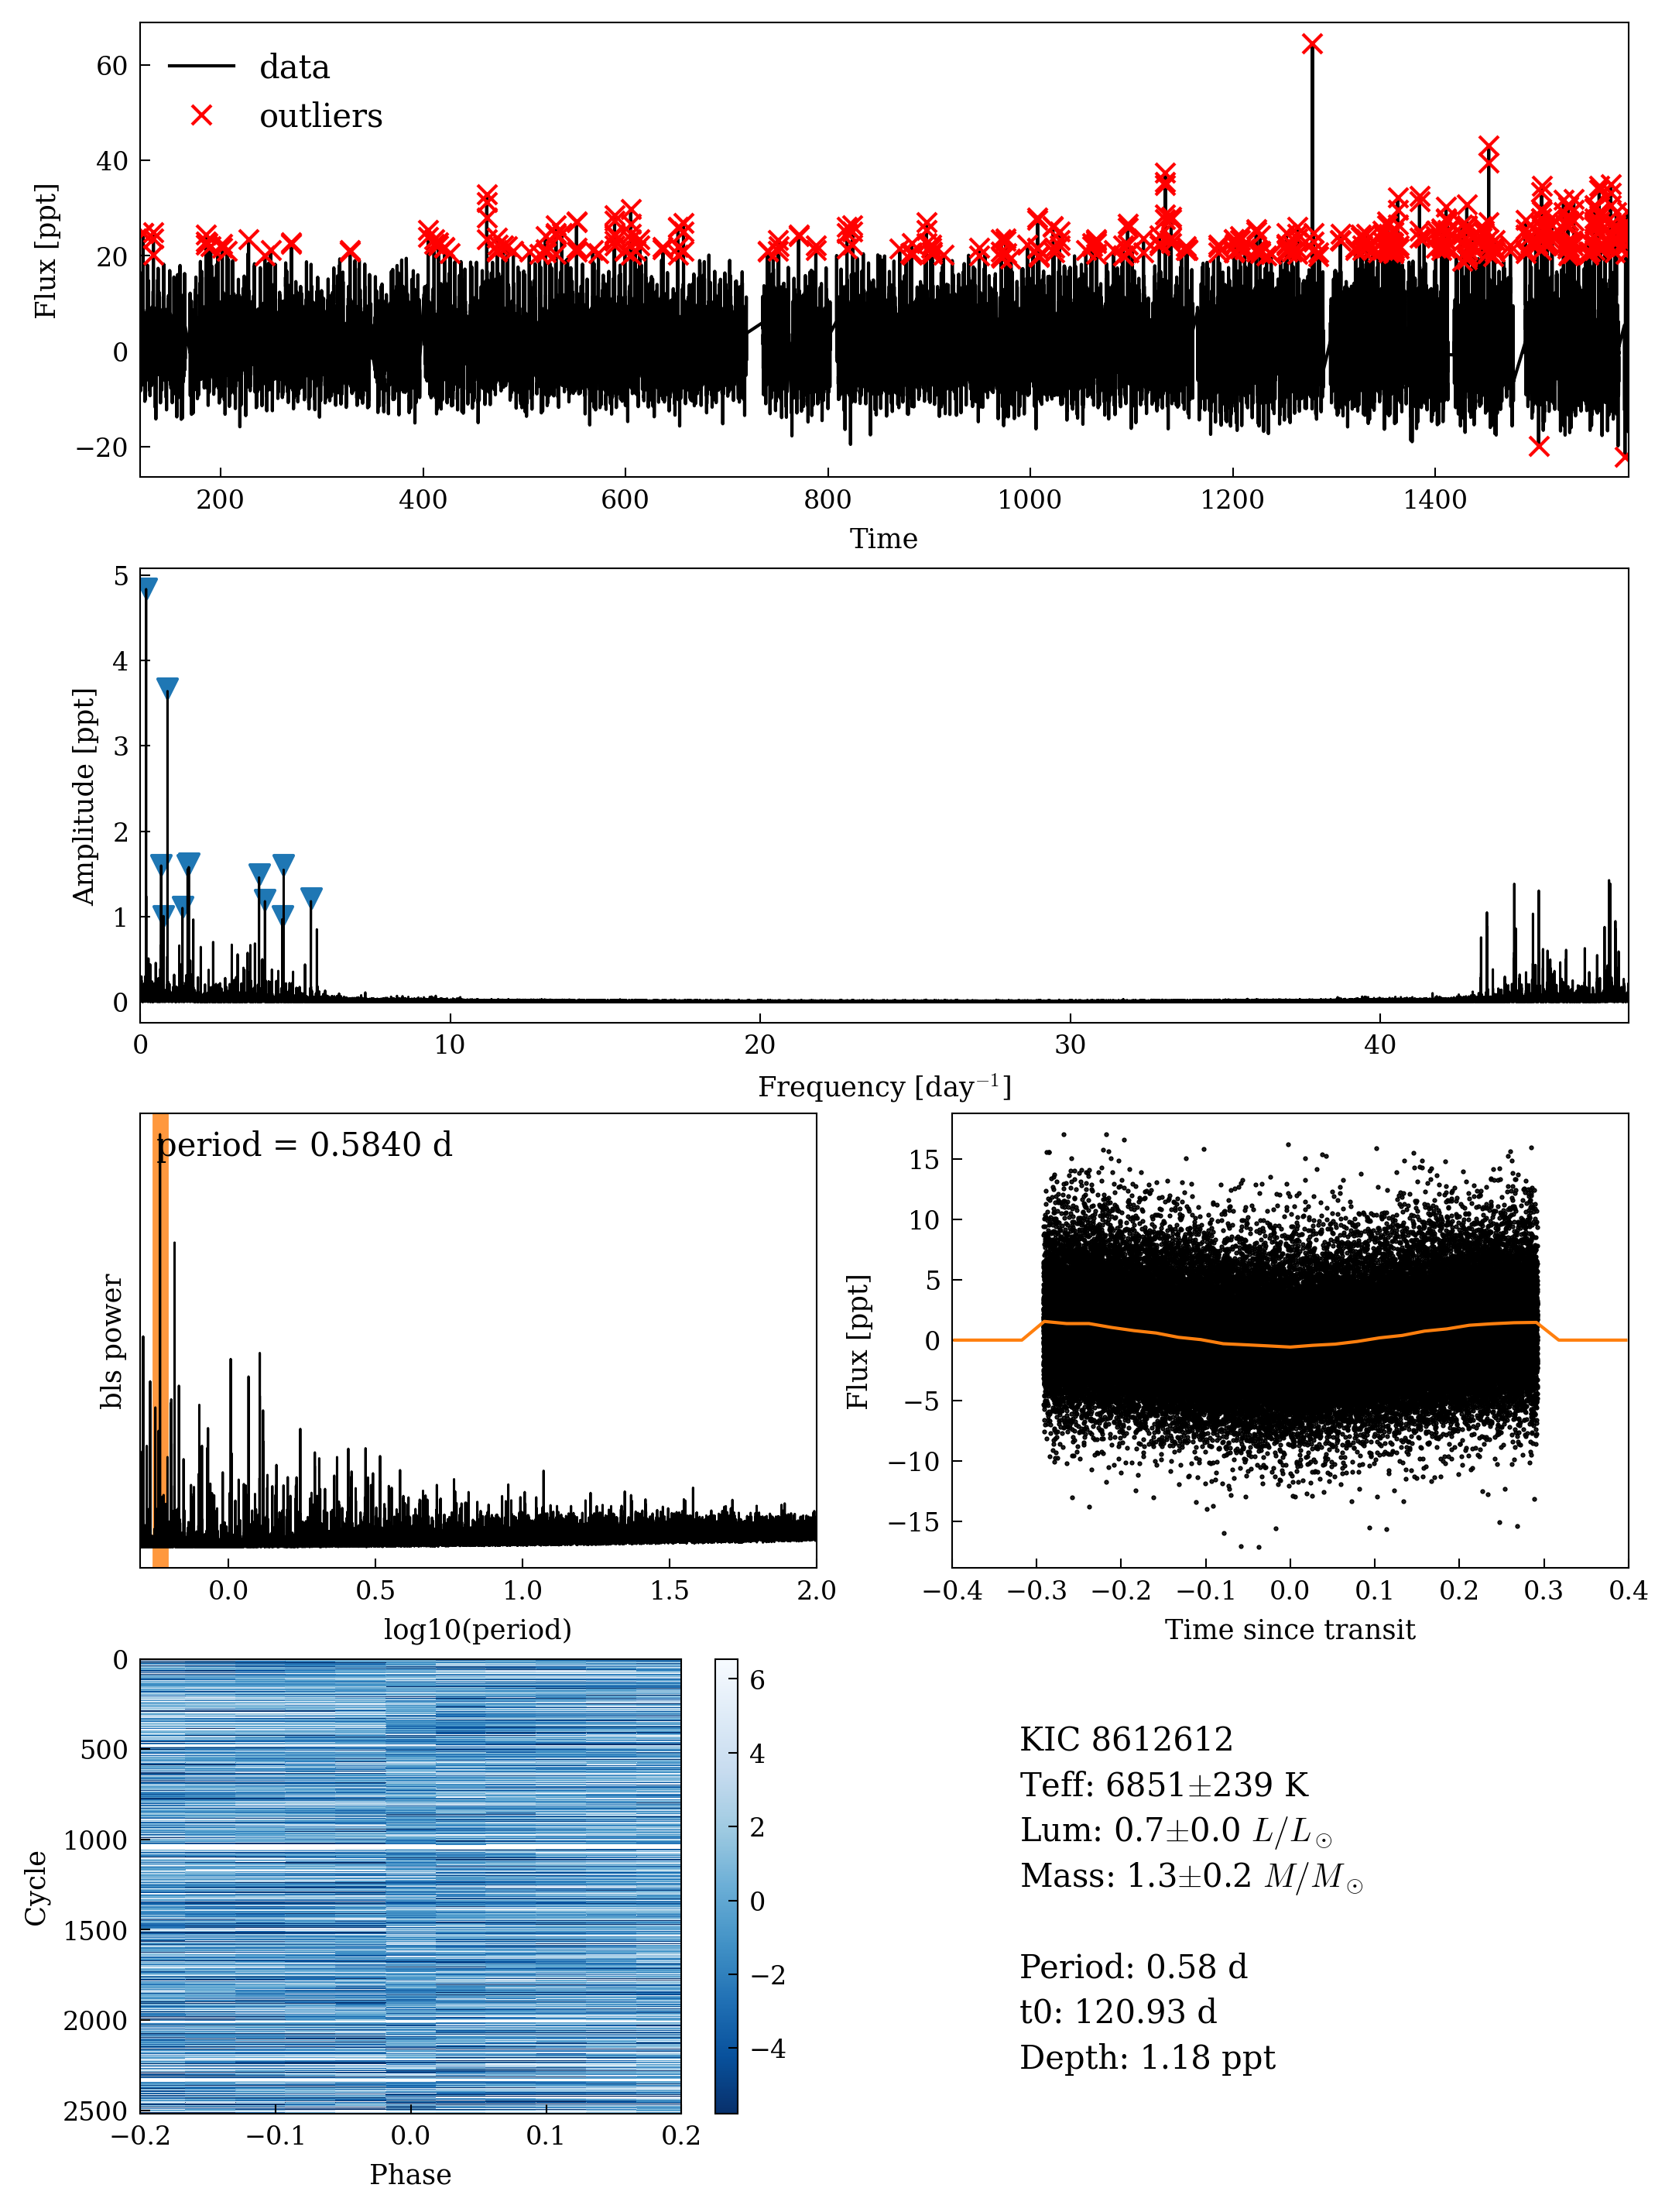 data
outliers
60
40
20
0
−20
Flux [ppt]
200 400 600 800 1000 1200 1400
Time
5
4
3
2
1
0
Amplitude [ppt]
0 10 20 30 40
Frequency [day⁻¹]
period = 0.5840 d
bls power
0.0 0.5 1.0 1.5 2.0
log10(period)
15
10
5
0
−5
−10
−15
Flux [ppt]
−0.4 −0.3 −0.2 −0.1 0.0 0.1 0.2 0.3 0.4
Time since transit
0
500
1000
1500
2000
2500
Cycle
−0.2 −0.1 0.0 0.1 0.2
Phase
6
4
2
0
−2
−4
KIC 8612612
Teff: 6851±239 K
Lum: 0.7±0.0 L/L☉
Mass: 1.3±0.2 M/M☉
Period: 0.58 d
t0: 120.93 d
Depth: 1.18 ppt